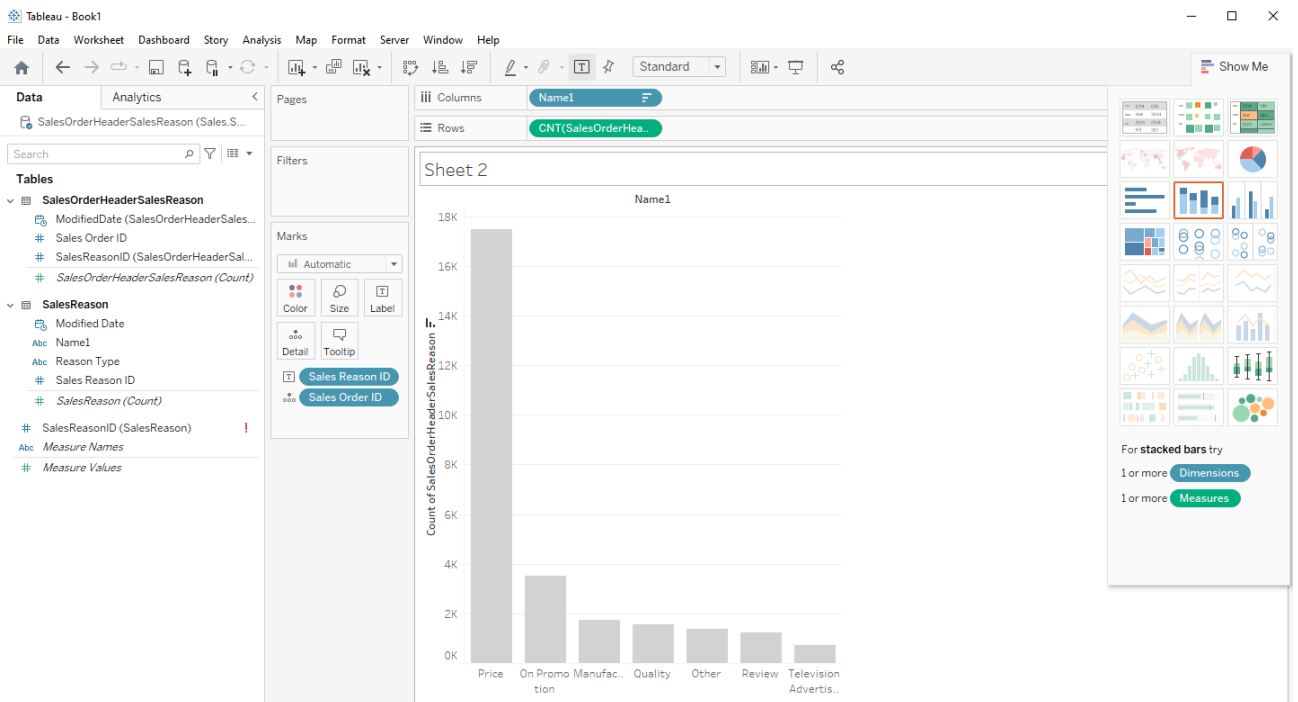 Tableau - Book1
File Data Worksheet Dashboard Story Analysis Map Format Server Window Help
Standard
Show Me
Data Analytics
SalesOrderHeaderSalesReason (Sales.S...
Search
Tables
SalesOrderHeaderSalesReason
ModifiedDate (SalesOrderHeaderSales...
Sales Order ID
SalesReasonID (SalesOrderHeaderSal...
SalesOrderHeaderSalesReason (Count)
SalesReason
Modified Date
Abc Name1
Abc Reason Type
Sales Reason ID
SalesReason (Count)
SalesReasonID (SalesReason) !
Abc Measure Names
Measure Values
Pages
Filters
Marks
Automatic
Color Size Label
Detail Tooltip
Sales Reason ID
Sales Order ID
Columns Name1
Rows CNT(SalesOrderHea..
Sheet 2
Name1
Count of SalesOrderHeaderSalesReason
18K
16K
14K
12K
10K
8K
6K
4K
2K
0K
Price
On Promo
tion
Manufac..
Quality
Other
Review
Television
Advertis..
For stacked bars try
1 or more Dimensions
1 or more Measures